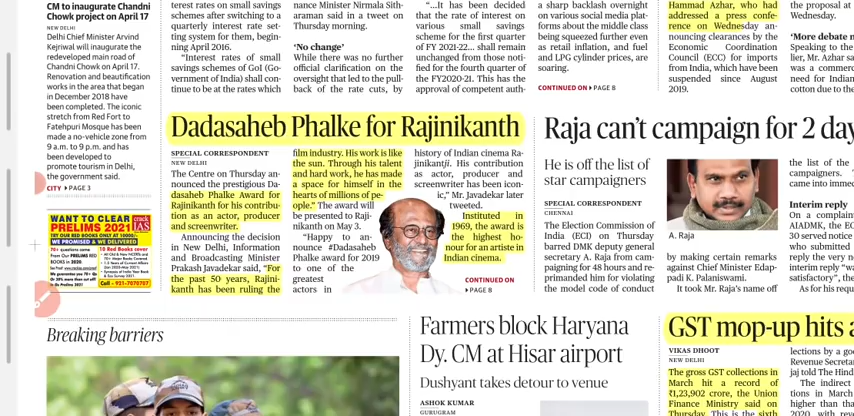 CM to inaugurate Chandni
Chowk project on April 17
NEW DELHI
Delhi Chief Minister Arvind
Kejriwal will inaugurate the
redeveloped main road of
Chandni Chowk on April 17.
Renovation and beautification
works in the area that began
in December 2018 have
been completed. The iconic
stretch from Red Fort to
Fatehpuri Mosque has been
made a no-vehicle zone from
9 a.m. to 9 p.m. and has
been developed to
promote tourism in Delhi,
the government said.
CITY PAGE 3
WANT TO CLEAR
PRELIMS 2021
WE PROMISED & WE DELIVERED
10 Red Books cover
Call - 921-7070707
terest rates on small savings
schemes after switching to a
quarterly interest rate set-
ting system for them, begin-
ning April 2016.
“Interest rates of small
savings schemes of GoI (Go-
vernment of India) shall con-
tinue to be at the rates which
nance Minister Nirmala Sith-
araman said in a tweet on
Thursday morning.
‘No change’
While there was no further
official clarification on the
oversight that led to the pull-
back of the rate cuts, by
“...It has been decided
that the rate of interest on
various small savings
scheme for the first quarter
of FY 2021-22... shall remain
unchanged from those noti-
fied for the fourth quarter of
the FY2020-21. This has the
approval of competent auth-
a sharp backlash overnight
on various social media plat-
forms about the middle class
being squeezed further even
as retail inflation, and fuel
and LPG cylinder prices, are
soaring.
CONTINUED ON PAGE 8
Hammad Azhar, who had
addressed a press confe-
rence on Wednesday an-
nouncing clearances by the
Economic Coordination
Council (ECC) for imports
from India, which have been
suspended since August
2019.
the proposal at
Wednesday.
‘More debate n
Speaking to the
lier, Mr. Azhar sa
was a commerc
need for Indian
cotton due to the
Dadasaheb Phalke for Rajinikanth
SPECIAL CORRESPONDENT
NEW DELHI
The Centre on Thursday an-
nounced the prestigious Da-
dasaheb Phalke Award for
Rajinikanth for his contribu-
tion as an actor, producer
and screenwriter.
Announcing the decision
in New Delhi, Information
and Broadcasting Minister
Prakash Javadekar said, “For
the past 50 years, Rajini-
kanth has been ruling the
film industry. His work is like
the sun. Through his talent
and hard work, he has made
a space for himself in the
hearts of millions of pe-
ople.” The award will
be presented to Raji-
nikanth on May 3.
“Happy to an-
nounce #Dadasaheb
Phalke award for 2019
to one of the
greatest
actors in
history of Indian cinema Ra-
jinikantji. His contribution
as actor, producer and
screenwriter has been icon-
ic,” Mr. Javadekar later
tweeted.
Instituted in
1969, the award is
the highest ho-
nour for an artiste in
Indian cinema.
CONTINUED ON
PAGE 8
Raja can’t campaign for 2 day
He is off the list of
star campaigners
SPECIAL CORRESPONDENT
CHENNAI
The Election Commission of
India (ECI) on Thursday
barred DMK deputy general
secretary A. Raja from cam-
paigning for 48 hours and re-
primanded him for violating
the model code of conduct
A. Raja
by making certain remarks
against Chief Minister Edap-
padi K. Palaniswami.
It took Mr. Raja’s name off
the list of the
campaigners. T
came into immed
Interim reply
On a complaint
AIADMK, the EC
30 served notice
who submitted
reply the very ne
interim reply “wa
satisfactory”, the
As for his requ
Breaking barriers
Farmers block Haryana
Dy. CM at Hisar airport
Dushyant takes detour to venue
ASHOK KUMAR
GURUGRAM
GST mop-up hits a
VIKAS DHOOT
NEW DELHI
The gross GST collections in
March hit a record of
₹1,23,902 crore, the Union
Finance Ministry said on
Thursday. This is the sixth
lections by a goo
Revenue Secreta
jaj told The Hind
The indirect
tions in March
higher than tha
2020, with re